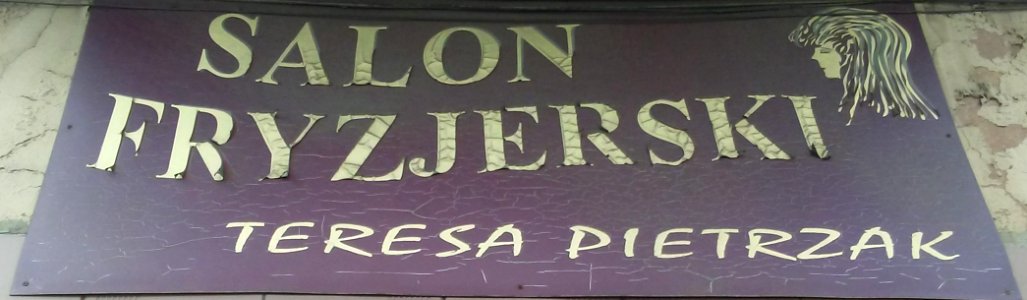 SALON
FRYZJERSKI
TERESA PIETRZAK